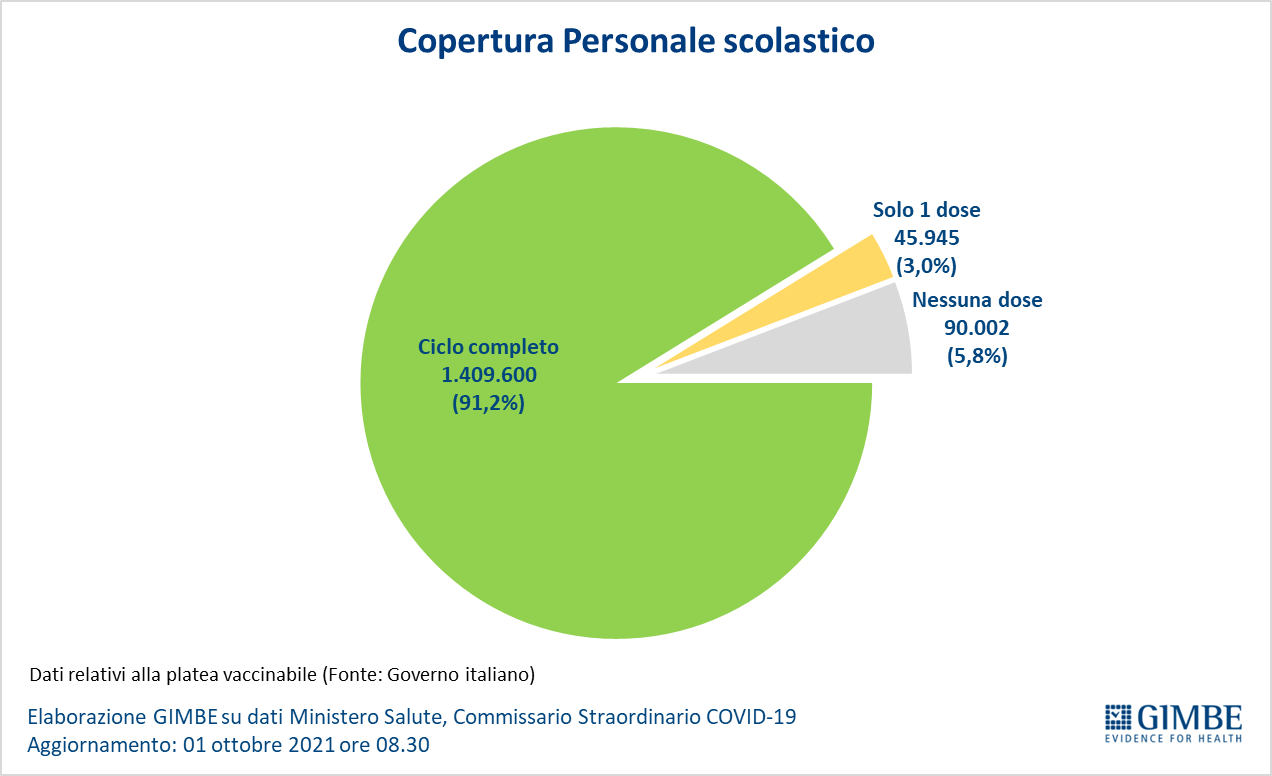 Copertura Personale scolastico
Solo 1 dose
45.945
(3,0%)
Nessuna dose
90.002
(5,8%)
Ciclo completo
1.409.600
(91,2%)
Dati relativi alla platea vaccinabile (Fonte: Governo italiano)
Elaborazione GIMBE su dati Ministero Salute, Commissario Straordinario COVID-19
Aggiornamento: 01 ottobre 2021 ore 08.30
GIMBE
EVIDENCE FOR HEALTH